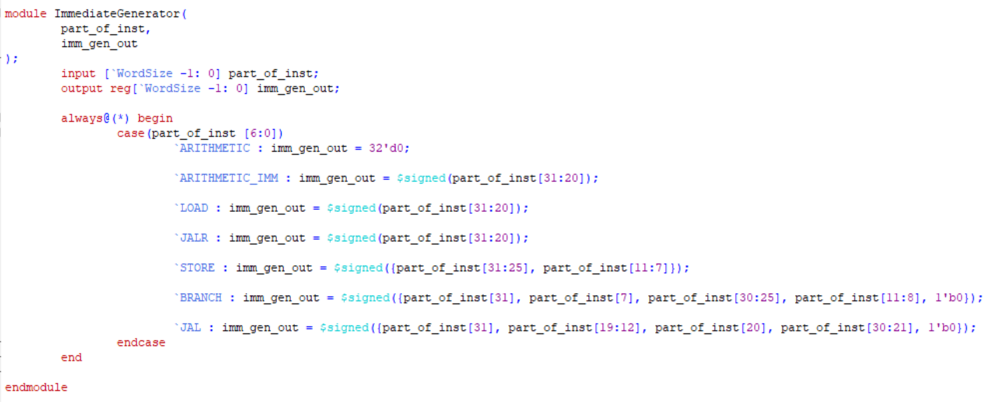 module ImmediateGenerator(
part_of_inst,
imm_gen_out
);
input [`WordSize -1: 0] part_of_inst;
output reg[`WordSize -1: 0] imm_gen_out;
always@(*) begin
case(part_of_inst [6:0])
`ARITHMETIC : imm_gen_out = 32'd0;
`ARITHMETIC_IMM : imm_gen_out = $signed(part_of_inst[31:20]);
`LOAD : imm_gen_out = $signed(part_of_inst[31:20]);
`JALR : imm_gen_out = $signed(part_of_inst[31:20]);
`STORE : imm_gen_out = $signed({part_of_inst[31:25], part_of_inst[11:7]});
`BRANCH : imm_gen_out = $signed({part_of_inst[31], part_of_inst[7], part_of_inst[30:25], part_of_inst[11:8], 1'b0});
`JAL : imm_gen_out = $signed({part_of_inst[31], part_of_inst[19:12], part_of_inst[20], part_of_inst[30:21], 1'b0});
endcase
end
endmodule